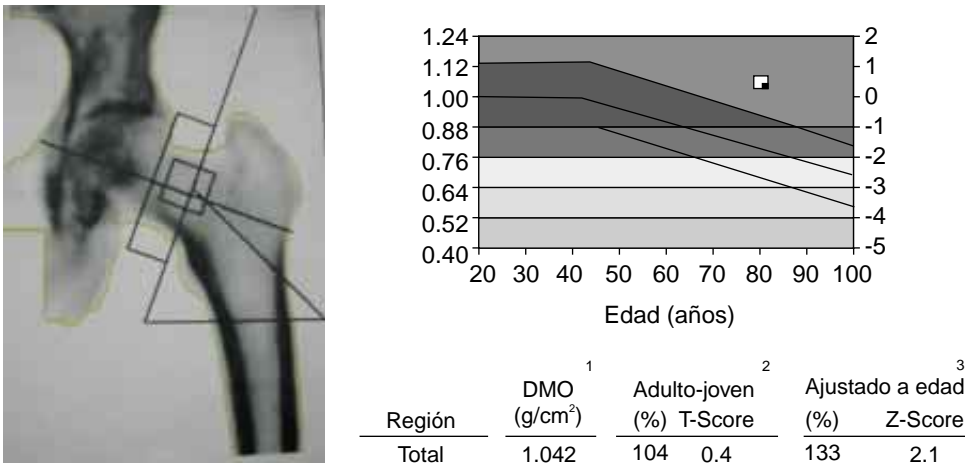 1.24
1.12
1.00
0.88
0.76
0.64
0.52
0.40
2
1
0
-1
-2
-3
-4
-5
20 30 40 50 60 70 80 90 100
Edad (años)
1 2 3
DMO Adulto-joven Ajustado a edad
Región (g/cm²) (%) T-Score (%) Z-Score
Total 1.042 104 0.4 133 2.1